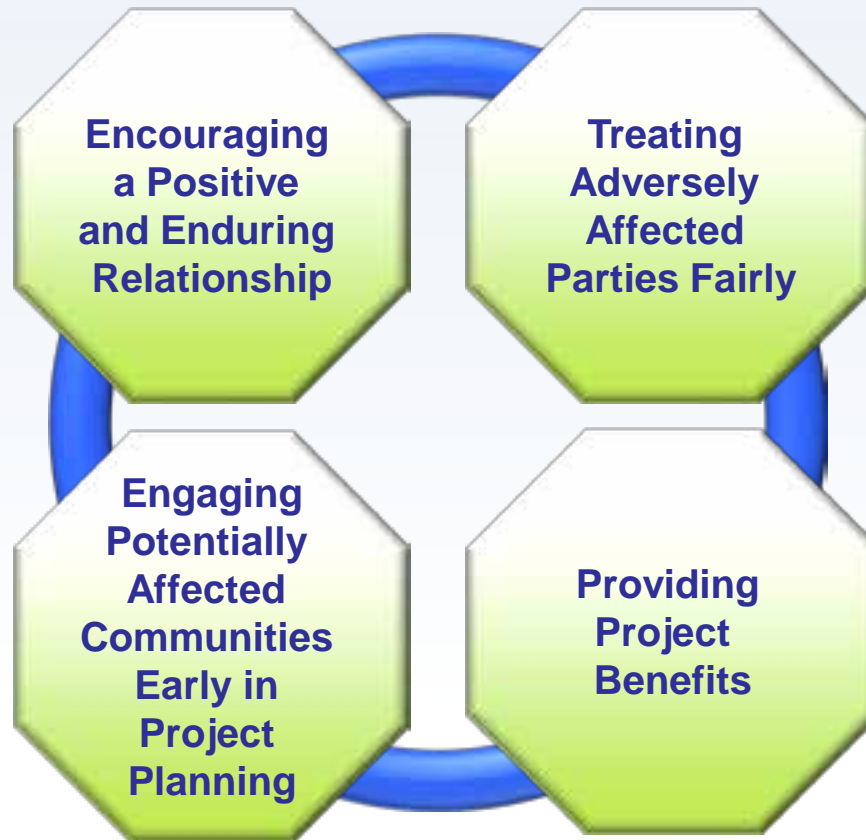 Encouraging
a Positive
and Enduring
Relationship
Treating
Adversely
Affected
Parties Fairly
Engaging
Potentially
Affected
Communities
Early in
Project
Planning
Providing
Project
Benefits